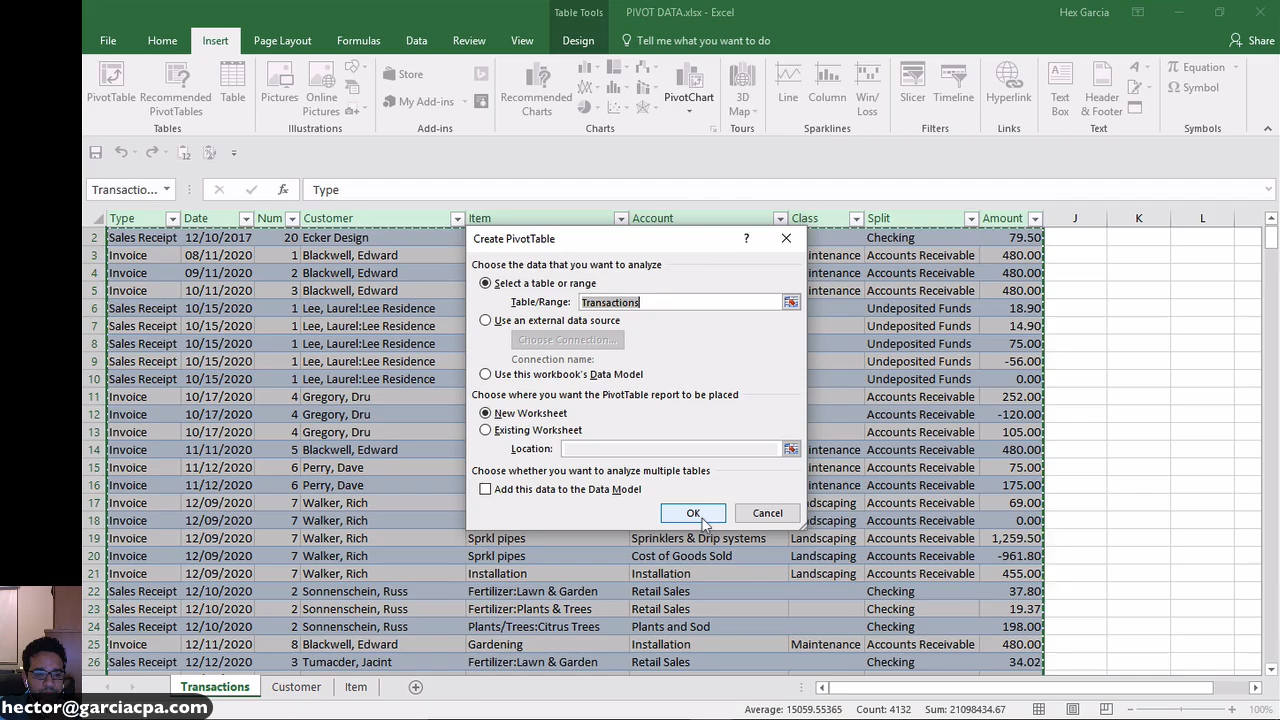 Table Tools
PIVOT DATA.xlsx - Excel
Hex Garcia
File Home Insert Page Layout Formulas Data Review View Design Tell me what you want to do Share
PivotTable
Recommended PivotTables
Table
Pictures
Online Pictures
Store
My Add-ins
Recommended Charts
PivotChart
3D Map
Line
Column
Win/Loss
Slicer
Timeline
Hyperlink
Text Box
Header & Footer
Equation
Symbol
Tables Illustrations Add-ins Charts Tours Sparklines Filters Links Text Symbols
12
Transactio... fx Type
Type Date Num Customer Item Account Class Split Amount J K L
2 Sales Receipt 12/10/2017 20 Ecker Design Checking 79.50
3 Invoice 08/11/2020 1 Blackwell, Edward intenance Accounts Receivable 480.00
4 Invoice 09/11/2020 2 Blackwell, Edward intenance Accounts Receivable 480.00
5 Invoice 10/11/2020 3 Blackwell, Edward intenance Accounts Receivable 480.00
6 Sales Receipt 10/15/2020 1 Lee, Laurel:Lee Residence Undeposited Funds 18.90
7 Sales Receipt 10/15/2020 1 Lee, Laurel:Lee Residence Undeposited Funds 14.90
8 Sales Receipt 10/15/2020 1 Lee, Laurel:Lee Residence Undeposited Funds 75.00
9 Sales Receipt 10/15/2020 1 Lee, Laurel:Lee Residence Undeposited Funds -56.00
10 Sales Receipt 10/15/2020 1 Lee, Laurel:Lee Residence Undeposited Funds 0.00
11 Invoice 10/17/2020 4 Gregory, Dru Accounts Receivable 252.00
12 Invoice 10/17/2020 4 Gregory, Dru Accounts Receivable -120.00
13 Invoice 10/17/2020 4 Gregory, Dru Accounts Receivable 105.00
14 Invoice 11/11/2020 5 Blackwell, Edward intenance Accounts Receivable 480.00
15 Invoice 11/12/2020 6 Perry, Dave intenance Accounts Receivable 75.00
16 Invoice 11/12/2020 6 Perry, Dave intenance Accounts Receivable 175.00
17 Invoice 12/09/2020 7 Walker, Rich dscaping Accounts Receivable 69.00
18 Invoice 12/09/2020 7 Walker, Rich dscaping Accounts Receivable 0.00
19 Invoice 12/09/2020 7 Walker, Rich Sprkl pipes Sprinklers & Drip systems Landscaping Accounts Receivable 1,259.50
20 Invoice 12/09/2020 7 Walker, Rich Sprkl pipes Cost of Goods Sold Landscaping Accounts Receivable -961.80
21 Invoice 12/09/2020 7 Walker, Rich Installation Installation Landscaping Accounts Receivable 455.00
22 Sales Receipt 12/10/2020 2 Sonnenschein, Russ Fertilizer:Lawn & Garden Retail Sales Checking 37.80
23 Sales Receipt 12/10/2020 2 Sonnenschein, Russ Fertilizer:Plants & Trees Retail Sales Checking 19.37
24 Sales Receipt 12/10/2020 2 Sonnenschein, Russ Plants/Trees:Citrus Trees Plants and Sod Checking 198.00
25 Invoice 12/11/2020 8 Blackwell, Edward Gardening Installation Maintenance Accounts Receivable 480.00
26 Sales Receipt 12/12/2020 3 Tumacder, Jacint Fertilizer:Lawn & Garden Retail Sales Checking 34.02
Create PivotTable ?
Choose the data that you want to analyze
Select a table or range
Table/Range: Transactions
Use an external data source
Choose Connection...
Connection name:
Use this workbook's Data Model
Choose where you want the PivotTable report to be placed
New Worksheet
Existing Worksheet
Location:
Choose whether you want to analyze multiple tables
Add this data to the Data Model
OK Cancel
Transactions Customer Item
hector@garciacpa.com
Average: 15059.55365 Count: 4132 Sum: 21098434.67 100%